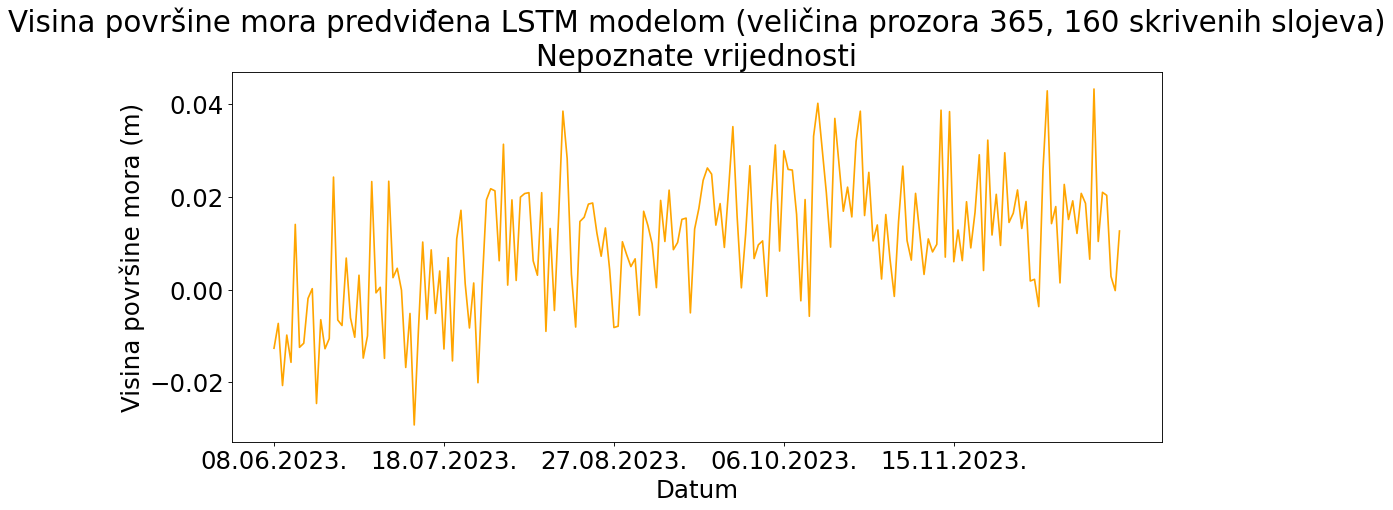 Visina površine mora predviđena LSTM modelom (veličina prozora 365, 160 skrivenih slojeva)
Nepoznate vrijednosti
Visina površine mora (m)
0.04
0.02
0.00
−0.02
08.06.2023. 18.07.2023. 27.08.2023. 06.10.2023. 15.11.2023.
Datum